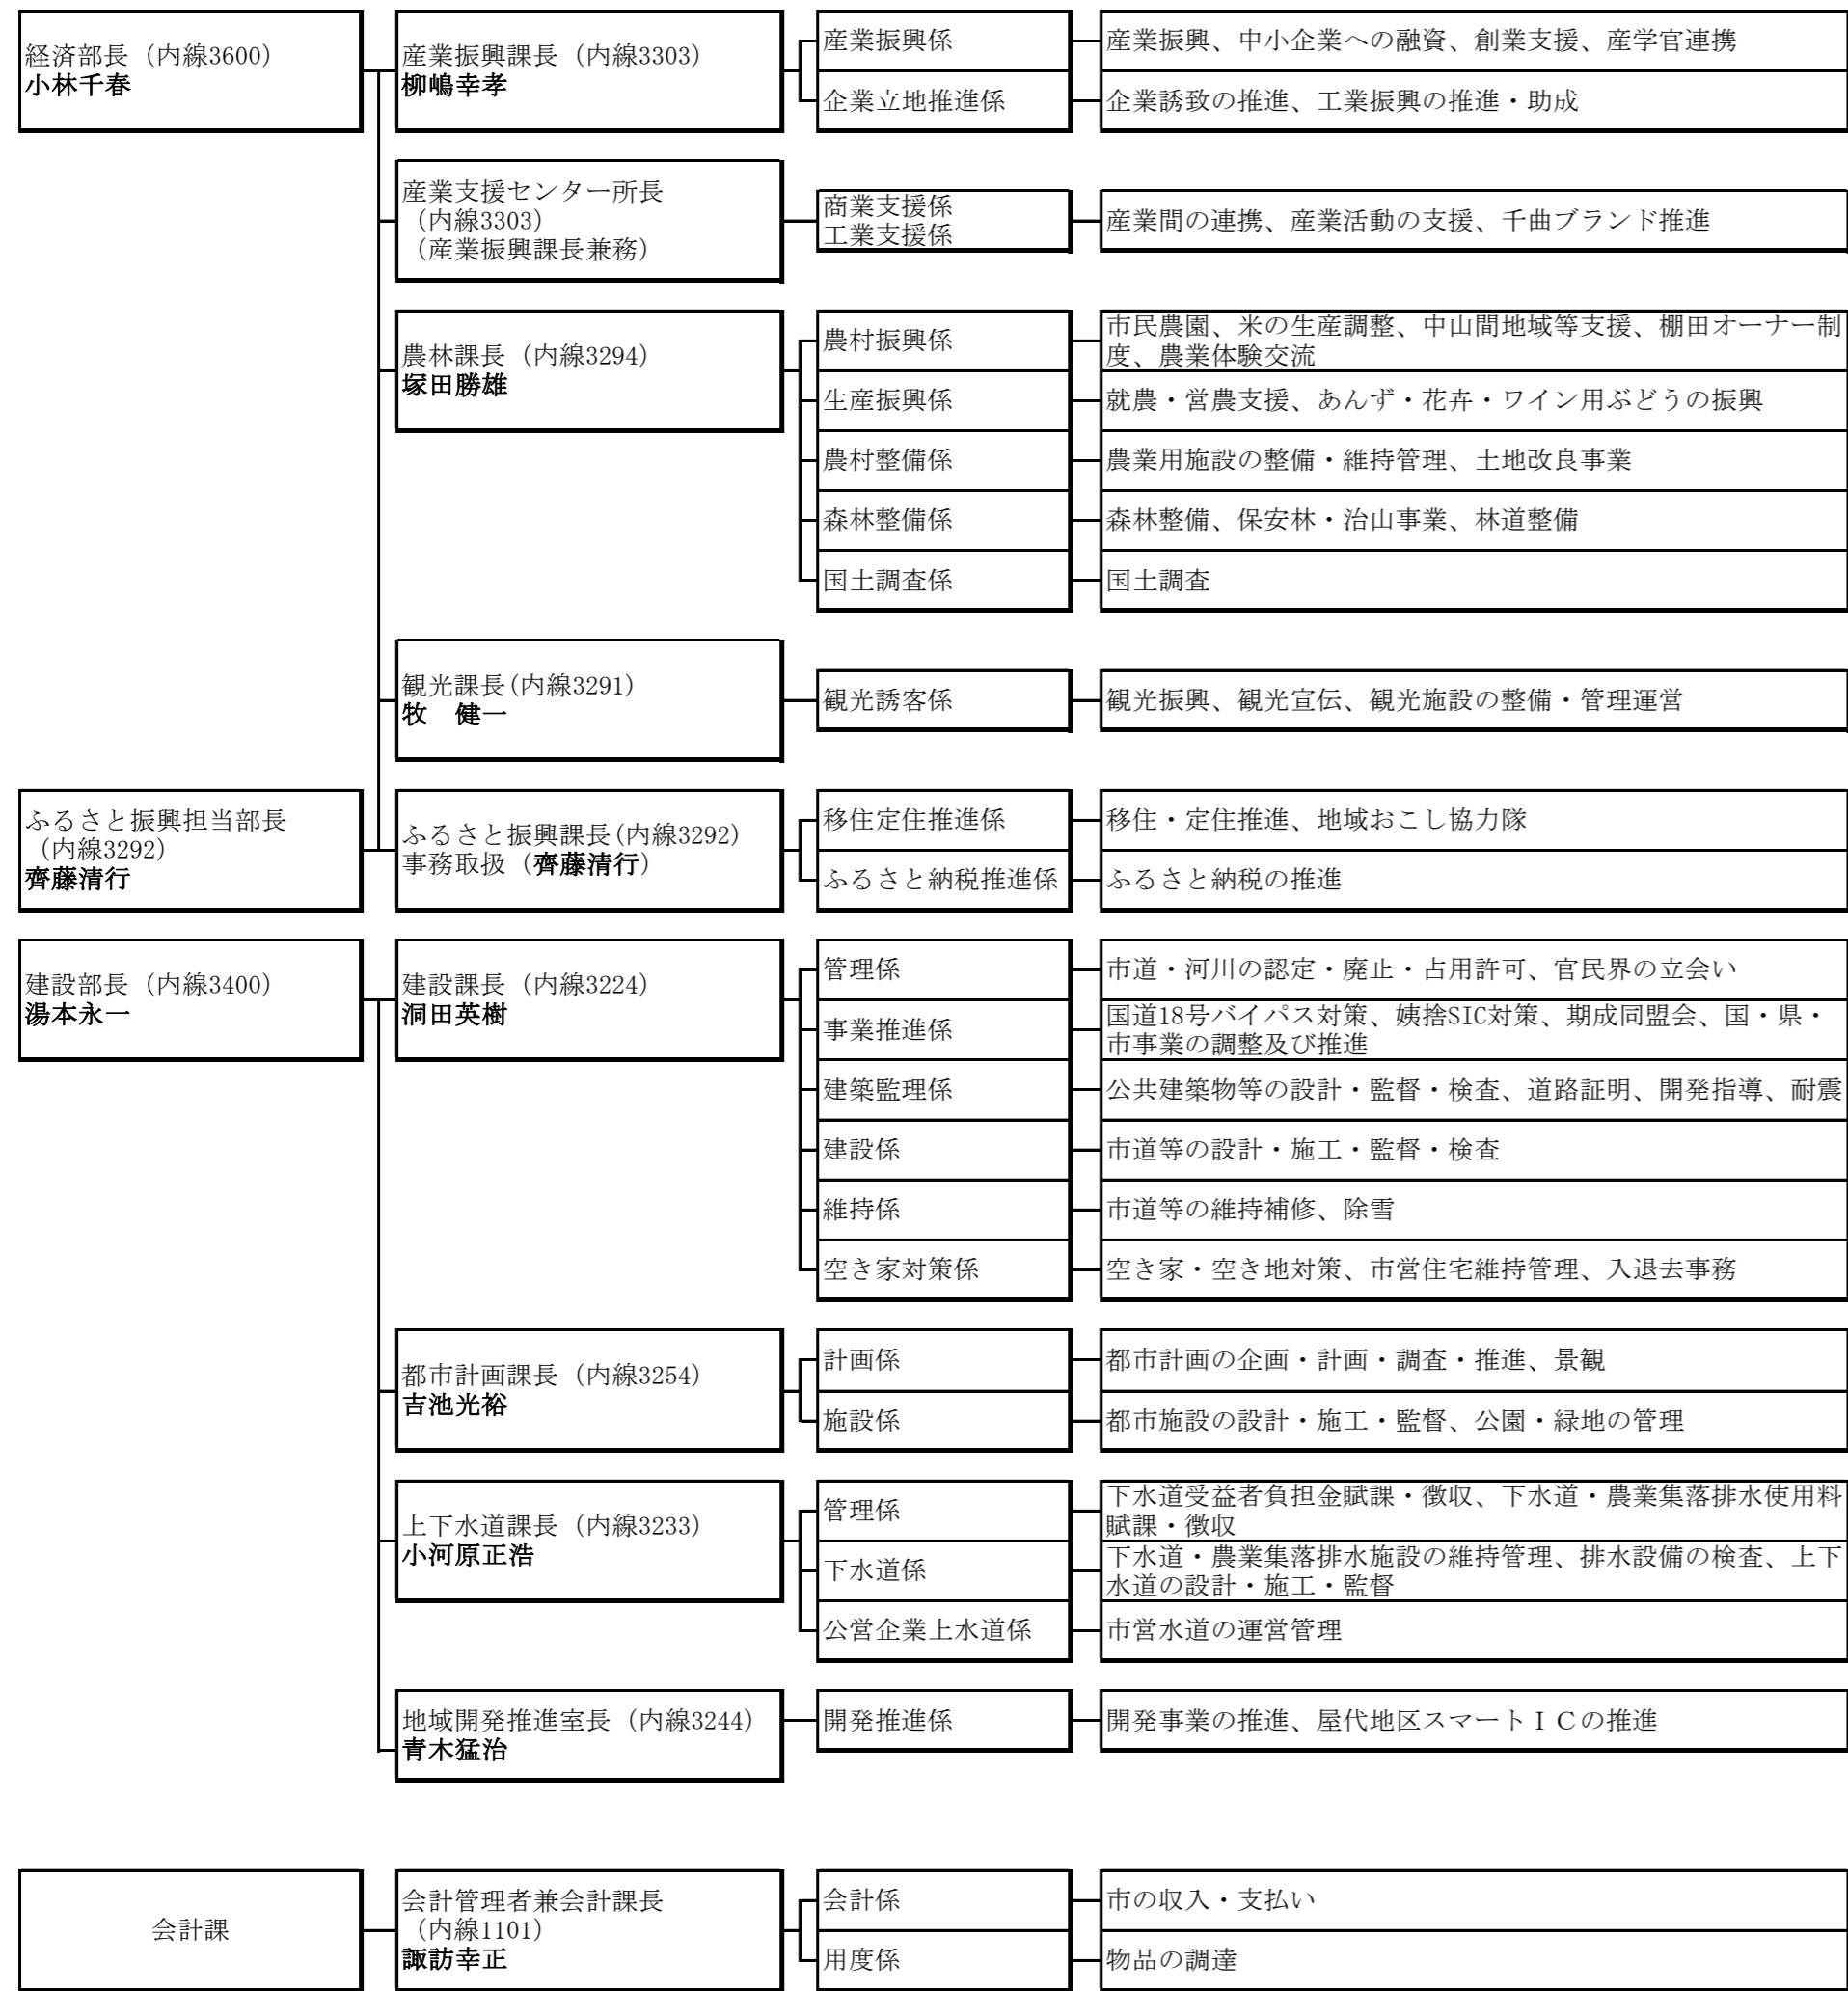 経済部長（内線3600）
小林千春
産業振興課長（内線3303）
柳嶋幸孝
産業振興係
産業振興、中小企業への融資、創業支援、産学官連携
企業立地推進係
企業誘致の推進、工業振興の推進・助成
産業支援センター所長
（内線3303）
（産業振興課長兼務）
商業支援係
工業支援係
産業間の連携、産業活動の支援、千曲ブランド推進
農林課長（内線3294）
塚田勝雄
農村振興係
市民農園、米の生産調整、中山間地域等支援、棚田オーナー制
度、農業体験交流
生産振興係
就農・営農支援、あんず・花卉・ワイン用ぶどうの振興
農村整備係
農業用施設の整備・維持管理、土地改良事業
森林整備係
森林整備、保安林・治山事業、林道整備
国土調査係
国土調査
観光課長(内線3291)
牧　健一
観光誘客係
観光振興、観光宣伝、観光施設の整備・管理運営
ふるさと振興担当部長
（内線3292）
齊藤清行
ふるさと振興課長(内線3292)
事務取扱（齊藤清行）
移住定住推進係
移住・定住推進、地域おこし協力隊
ふるさと納税推進係
ふるさと納税の推進
建設部長（内線3400）
湯本永一
建設課長（内線3224）
洞田英樹
管理係
市道・河川の認定・廃止・占用許可、官民界の立会い
事業推進係
国道18号バイパス対策、姨捨SIC対策、期成同盟会、国・県・
市事業の調整及び推進
建築監理係
公共建築物等の設計・監督・検査、道路証明、開発指導、耐震
建設係
市道等の設計・施工・監督・検査
維持係
市道等の維持補修、除雪
空き家対策係
空き家・空き地対策、市営住宅維持管理、入退去事務
都市計画課長（内線3254）
吉池光裕
計画係
都市計画の企画・計画・調査・推進、景観
施設係
都市施設の設計・施工・監督、公園・緑地の管理
上下水道課長（内線3233）
小河原正浩
管理係
下水道受益者負担金賦課・徴収、下水道・農業集落排水使用料
賦課・徴収
下水道係
下水道・農業集落排水施設の維持管理、排水設備の検査、上下
水道の設計・施工・監督
公営企業上水道係
市営水道の運営管理
地域開発推進室長（内線3244）
青木猛治
開発推進係
開発事業の推進、屋代地区スマートＩＣの推進
会計課
会計管理者兼会計課長
（内線1101）
諏訪幸正
会計係
市の収入・支払い
用度係
物品の調達